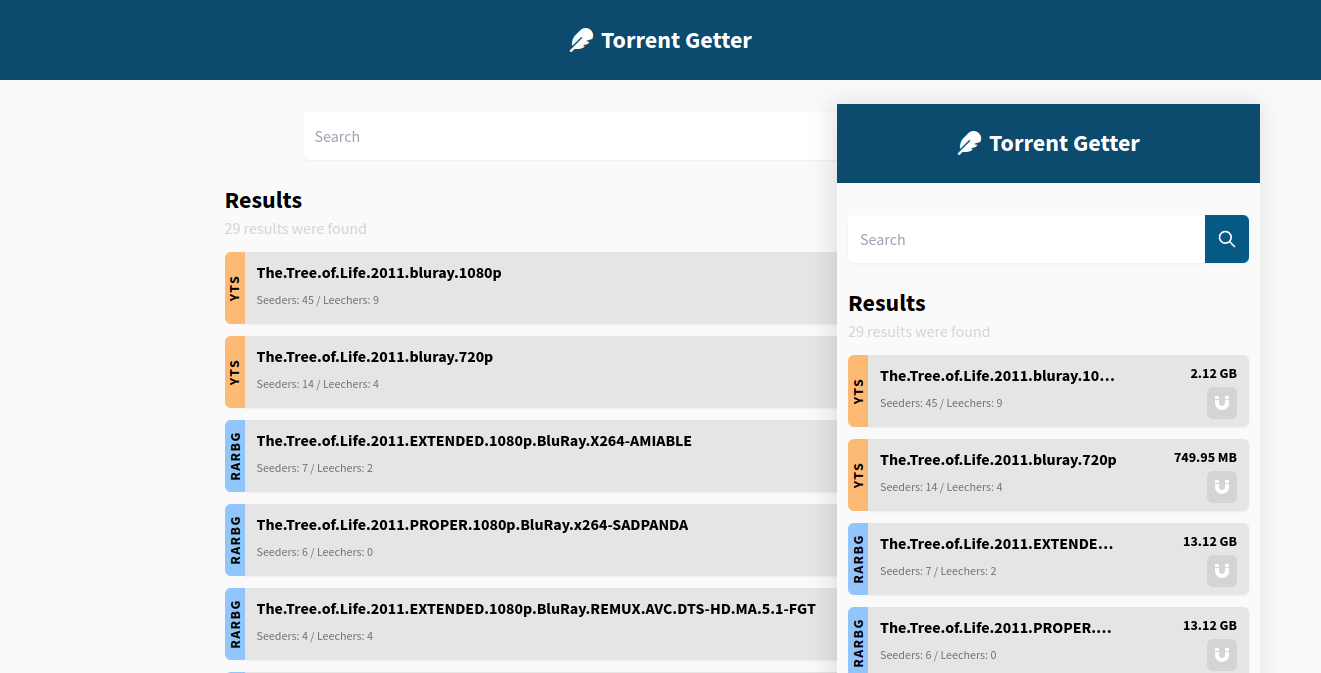 Torrent Getter
Search
Results
29 results were found
YTS
The.Tree.of.Life.2011.bluray.1080p
Seeders: 45 / Leechers: 9
YTS
The.Tree.of.Life.2011.bluray.720p
Seeders: 14 / Leechers: 4
RARBG
The.Tree.of.Life.2011.EXTENDED.1080p.BluRay.X264-AMIABLE
Seeders: 7 / Leechers: 2
RARBG
The.Tree.of.Life.2011.PROPER.1080p.BluRay.x264-SADPANDA
Seeders: 6 / Leechers: 0
RARBG
The.Tree.of.Life.2011.EXTENDED.1080p.BluRay.REMUX.AVC.DTS-HD.MA.5.1-FGT
Seeders: 4 / Leechers: 4
Torrent Getter
Search
Results
29 results were found
YTS
The.Tree.of.Life.2011.bluray.10... 2.12 GB
Seeders: 45 / Leechers: 9
YTS
The.Tree.of.Life.2011.bluray.720p 749.95 MB
Seeders: 14 / Leechers: 4
RARBG
The.Tree.of.Life.2011.EXTENDE... 13.12 GB
Seeders: 7 / Leechers: 2
RARBG
The.Tree.of.Life.2011.PROPER.... 13.12 GB
Seeders: 6 / Leechers: 0